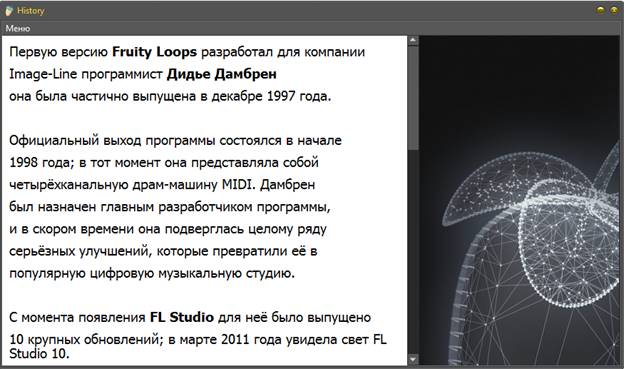 History
Меню
Первую версию Fruity Loops разработал для компании
Image-Line программист Дидье Дамбрен
она была частично выпущена в декабре 1997 года.
Официальный выход программы состоялся в начале
1998 года; в тот момент она представляла собой
четырёхканальную драм-машину MIDI. Дамбрен
был назначен главным разработчиком программы,
и в скором времени она подверглась целому ряду
серьёзных улучшений, которые превратили её в
популярную цифровую музыкальную студию.
С момента появления FL Studio для неё было выпущено
10 крупных обновлений; в марте 2011 года увидела свет FL
Studio 10.